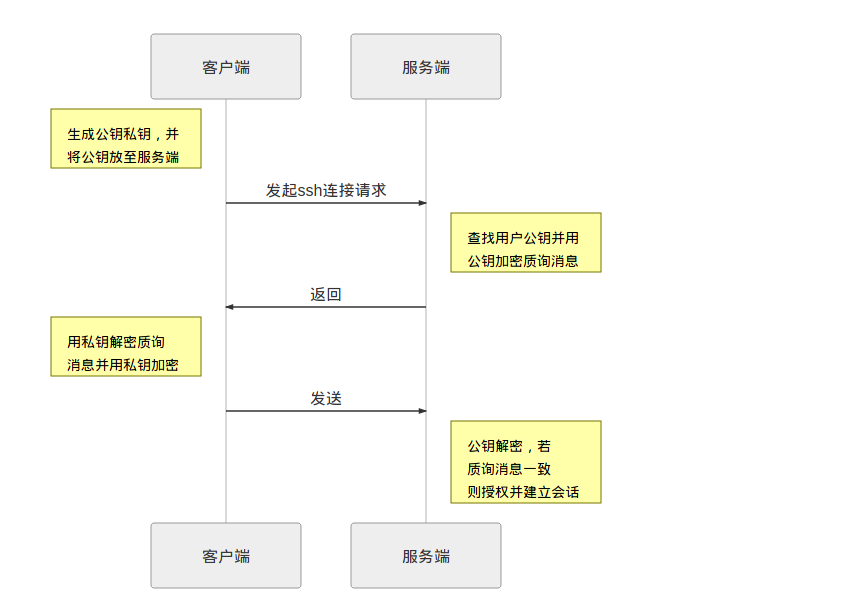 客户端
服务端
生成公钥私钥，并
将公钥放至服务端
发起ssh连接请求
查找用户公钥并用
公钥加密质询消息
返回
用私钥解密质询
消息并用私钥加密
发送
公钥解密，若
质询消息一致
则授权并建立会话
客户端
服务端